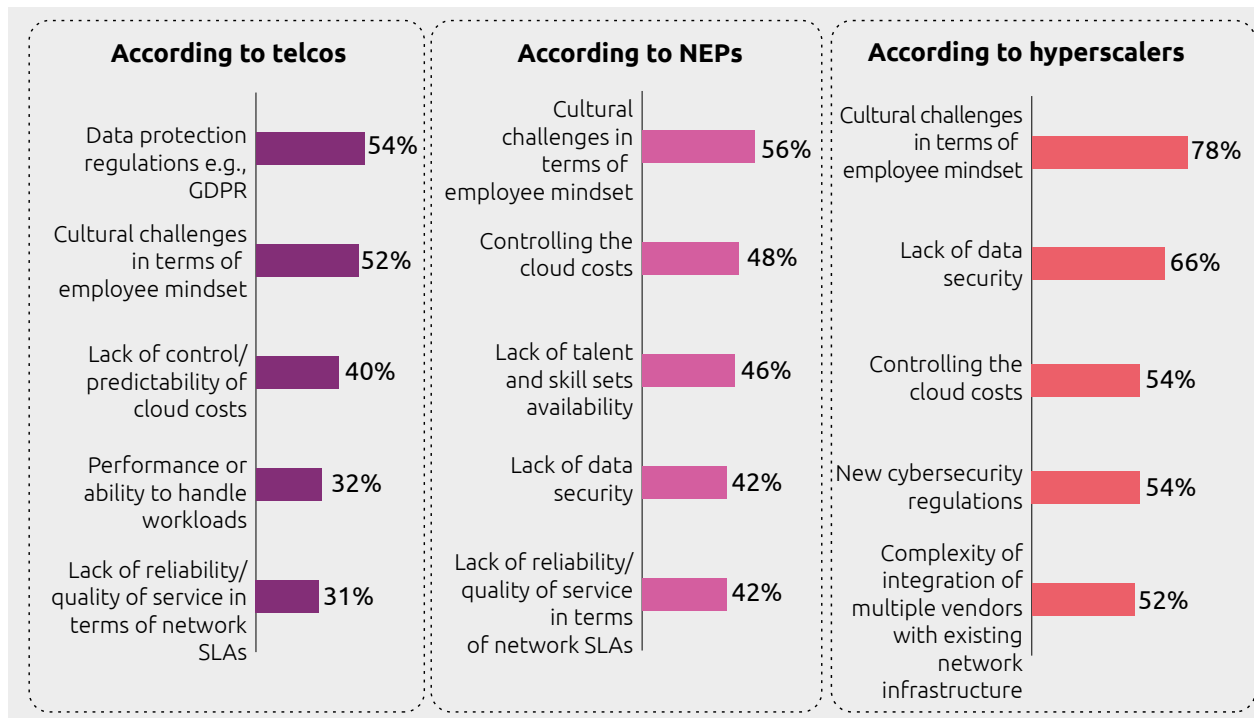 According to telcos
Data protection
regulations e.g.,
GDPR
54%
Cultural challenges
in terms of
employee mindset
52%
Lack of control/
predictability of
cloud costs
40%
Performance or
ability to handle
workloads
32%
Lack of reliability/
quality of service in
terms of network
SLAs
31%
According to NEPs
Cultural
challenges in
terms of
employee mindset
56%
Controlling the
cloud costs
48%
Lack of talent
and skill sets
availability
46%
Lack of data
security
42%
Lack of reliability/
quality of service
in terms
of network SLAs
42%
According to hyperscalers
Cultural challenges
in terms of
employee mindset
78%
Lack of data
security
66%
Controlling the
cloud costs
54%
New cybersecurity
regulations
54%
Complexity of
integration of
multiple vendors
with existing
network
infrastructure
52%